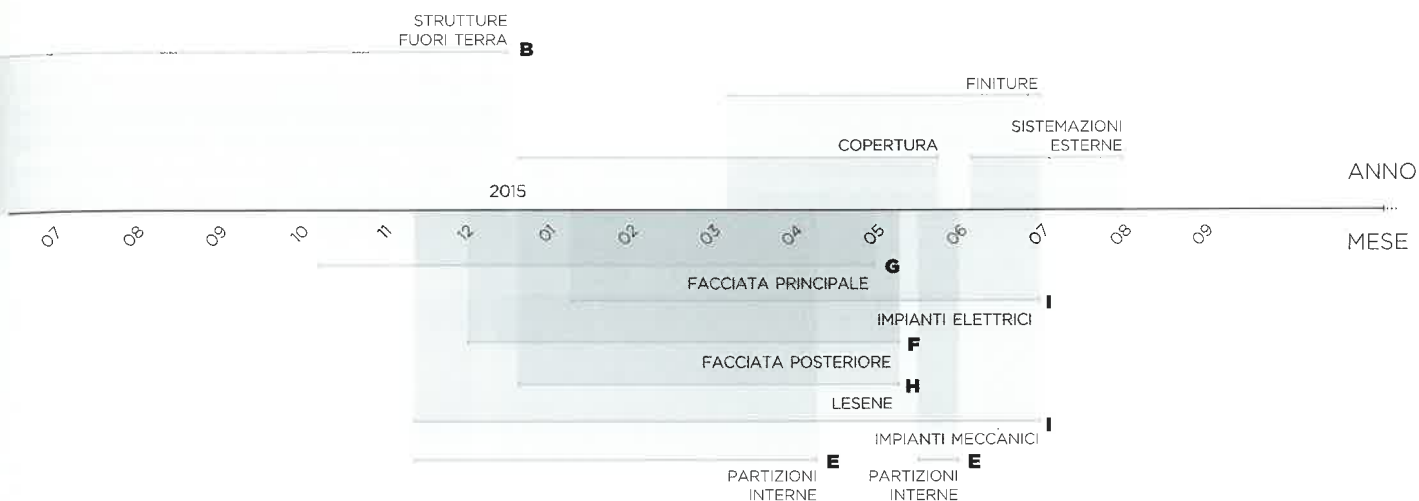 STRUTTURE
FUORI TERRA B
FINITURE
SISTEMAZIONI
ESTERNE
COPERTURA
2015
ANNO
07 08 09 10 11 12 01 02 03 04 05 06 07 08 09
MESE
G
FACCIATA PRINCIPALE
I
IMPIANTI ELETTRICI
F
FACCIATA POSTERIORE
H
LESENE
I
IMPIANTI MECCANICI
E
PARTIZIONI
INTERNE
E
PARTIZIONI
INTERNE